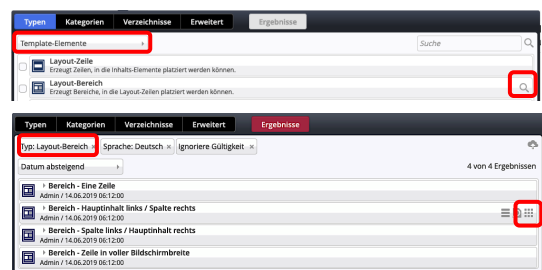 Typen Kategorien Verzeichnisse Erweitert Ergebnisse
Template-Elemente Suche
Layout-Zeile
Erzeugt Zeilen, in die Inhalts-Elemente platziert werden können.
Layout-Bereich
Erzeugt Bereiche, in die Layout-Zeilen platziert werden können.
Typen Kategorien Verzeichnisse Erweitert Ergebnisse
Typ: Layout-Bereich × Sprache: Deutsch × Ignoriere Gültigkeit ×
Datum absteigend 4 von 4 Ergebnissen
Bereich - Eine Zeile
Admin / 14.06.2019 06:12:00
Bereich - Hauptinhalt links / Spalte rechts
Admin / 14.06.2019 06:12:00
Bereich - Spalte links / Hauptinhalt rechts
Admin / 14.06.2019 06:12:00
Bereich - Zeile in voller Bildschirmbreite
Admin / 14.06.2019 06:12:00